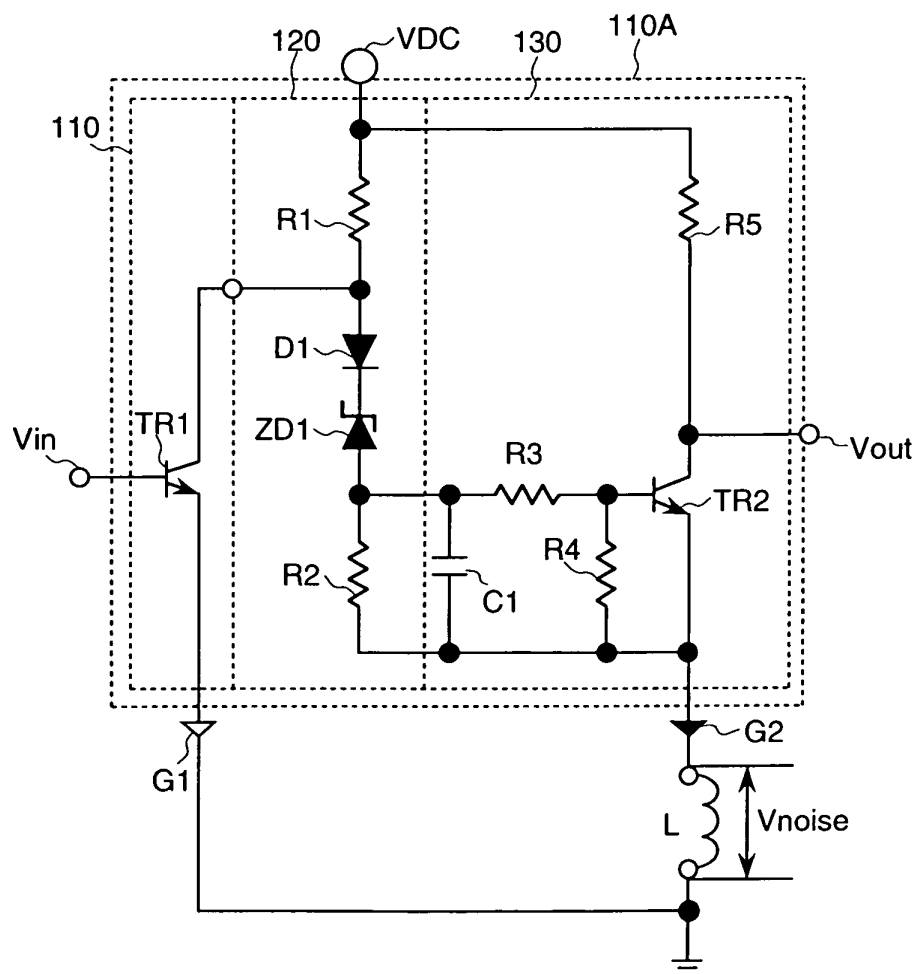 110A
120
VDC
130
110
R1
R5
D1
TR1
ZD1
Vin
Vout
R3
TR2
R4
R2
C1
G1
G2
L
Vnoise